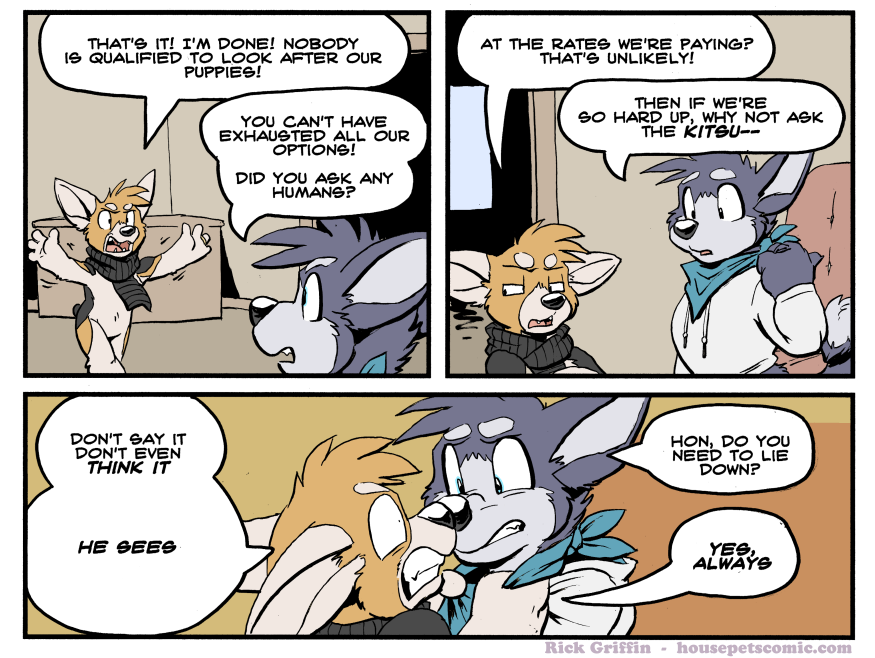 THAT'S IT! I'M DONE! NOBODY
IS QUALIFIED TO LOOK AFTER OUR
PUPPIES!
YOU CAN'T HAVE
EXHAUSTED ALL OUR
OPTIONS!
DID YOU ASK ANY
HUMANS?
AT THE RATES WE'RE PAYING?
THAT'S UNLIKELY!
THEN IF WE'RE
SO HARD UP, WHY NOT ASK
THE KITSU--
DON'T SAY IT
DON'T EVEN
THINK IT
HE SEES
HON, DO YOU
NEED TO LIE
DOWN?
YES,
ALWAYS
Rick Griffin - housepetscomic.com